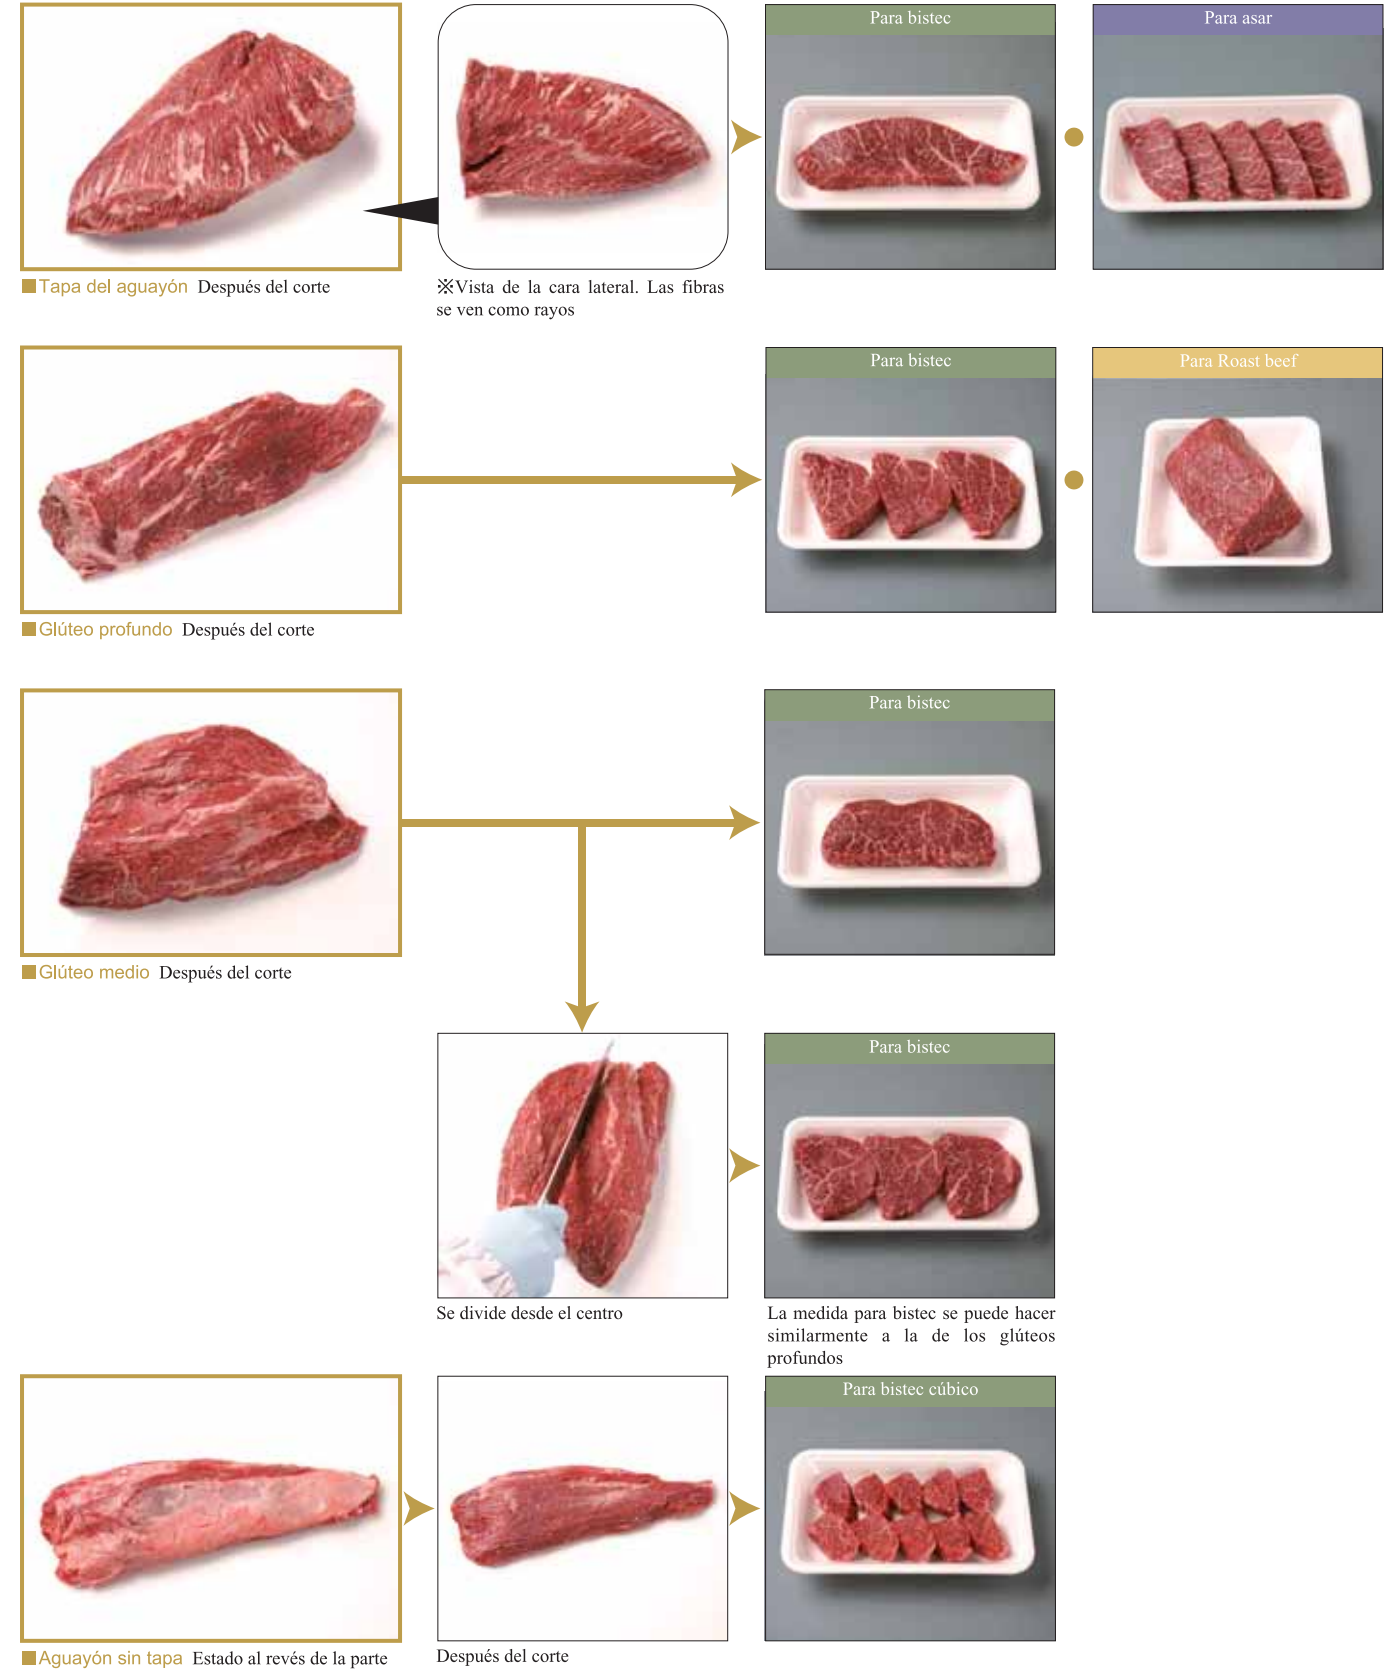 Para bistec
Para asar
■Tapa del aguayón Después del corte
※Vista de la cara lateral. Las fibras
se ven como rayos
Para bistec
Para Roast beef
■Glúteo profundo Después del corte
Para bistec
■Glúteo medio Después del corte
Para bistec
Se divide desde el centro
La medida para bistec se puede hacer
similarmente a la de los glúteos
profundos
Para bistec cúbico
■Aguayón sin tapa Estado al revés de la parte
Después del corte